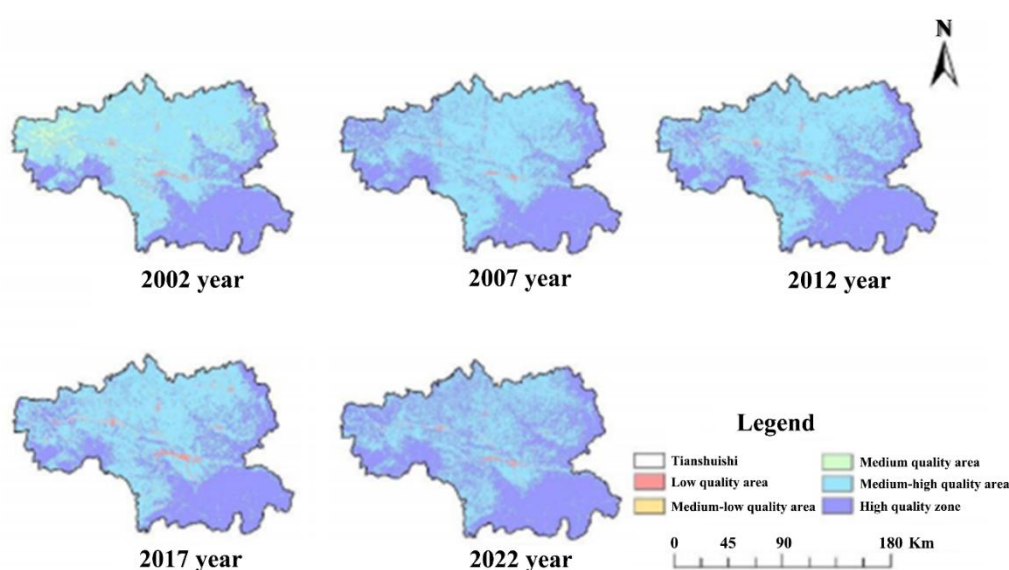 N
2002 year
2007 year
2012 year
2017 year
2022 year
Legend
Tianshuishi
Low quality area
Medium-low quality area
Medium quality area
Medium-high quality area
High quality zone
0 45 90 180 Km